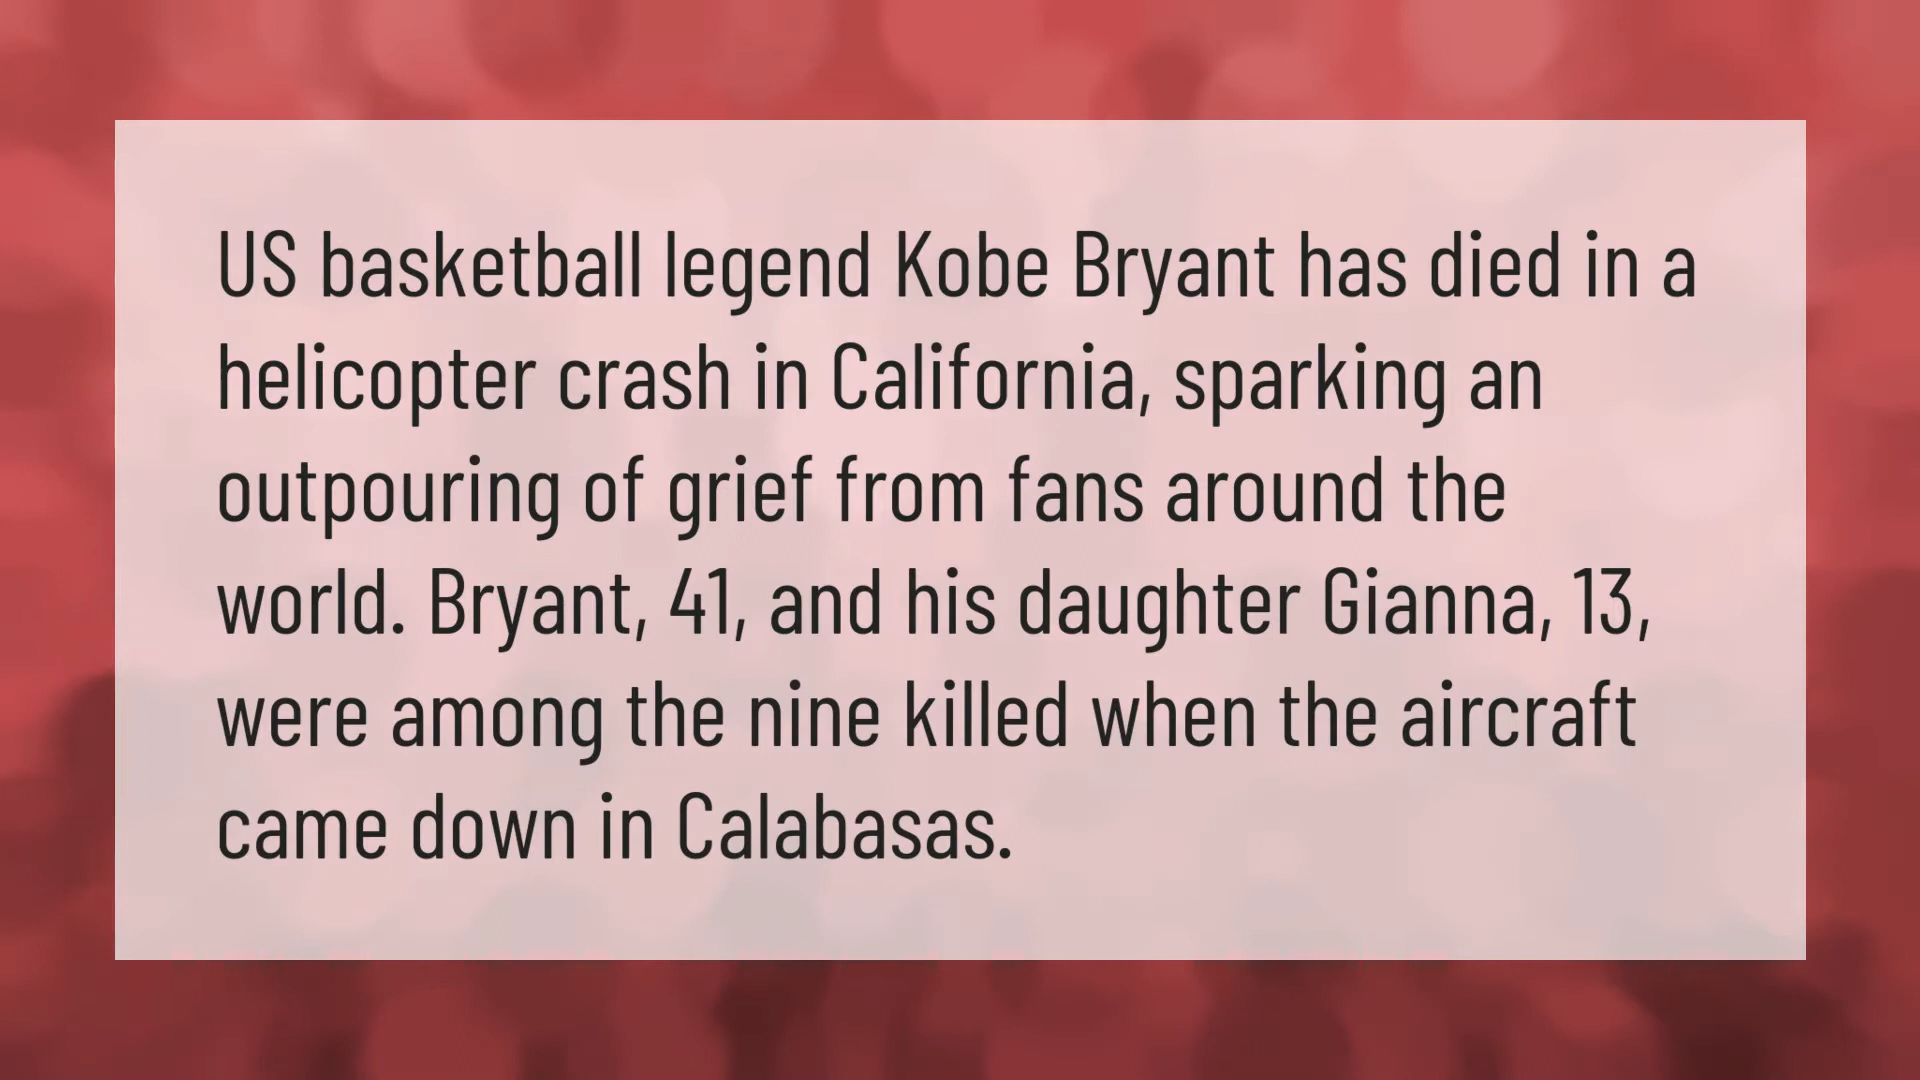 US basketball legend Kobe Bryant has died in a
helicopter crash in California, sparking an
outpouring of grief from fans around the
world. Bryant, 41, and his daughter Gianna, 13,
were among the nine killed when the aircraft
came down in Calabasas.